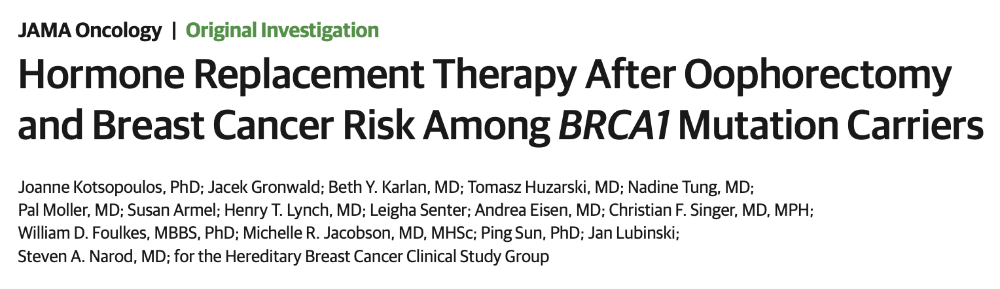 JAMA Oncology | Original Investigation
Hormone Replacement Therapy After Oophorectomy
and Breast Cancer Risk Among BRCA1 Mutation Carriers
Joanne Kotsopoulos, PhD; Jacek Gronwald; Beth Y. Karlan, MD; Tomasz Huzarski, MD; Nadine Tung, MD;
Pal Moller, MD; Susan Armel; Henry T. Lynch, MD; Leigha Senter; Andrea Eisen, MD; Christian F. Singer, MD, MPH;
William D. Foulkes, MBBS, PhD; Michelle R. Jacobson, MD, MHSc; Ping Sun, PhD; Jan Lubinski;
Steven A. Narod, MD; for the Hereditary Breast Cancer Clinical Study Group